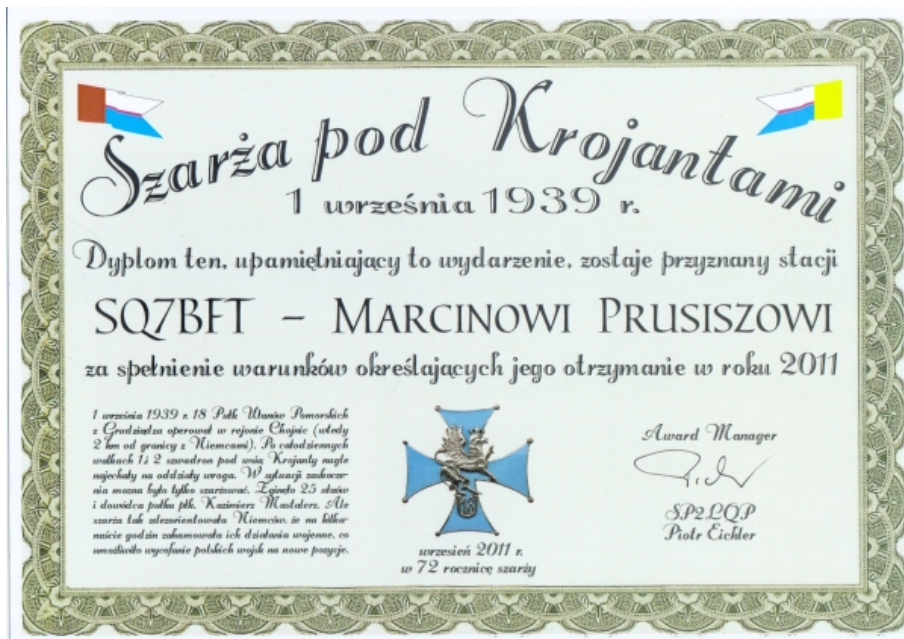 Szarża pod Krojantami
1 września 1939 r.
Dyplom ten, upamiętniający to wydarzenie, zostaje przyznany stacji
SQ7BFT – MARCINOWI PRUSISZOWI
za spełnienie warunków określających jego otrzymanie w roku 2011
1 września 1939 r. 18 Pułk Ułanów Pomorskich
z Grudziądza operował w rejonie Chojnic (wtedy
2 km od granicy z Niemcami). Po całodziennych
walkach 1 i 2 szwadron pod wsią Krojanty nagle
najechały na oddziały wroga. W sytuacji zaskocze-
nia można było tylko szarżować. Zginęło 25 ułanów
i dowódca pułku płk. Kazimierz Mastalerz. Ale
szarża tak zdezorientowała Niemców, że na kilka-
naście godzin zahamowała ich działania wojenne, co
umożliwiło wycofanie polskich wojsk na nowe pozycje.
wrzesień 2011 r.
w 72 rocznicę szarży
Award Manager
SP2LQP
Piotr Eichler